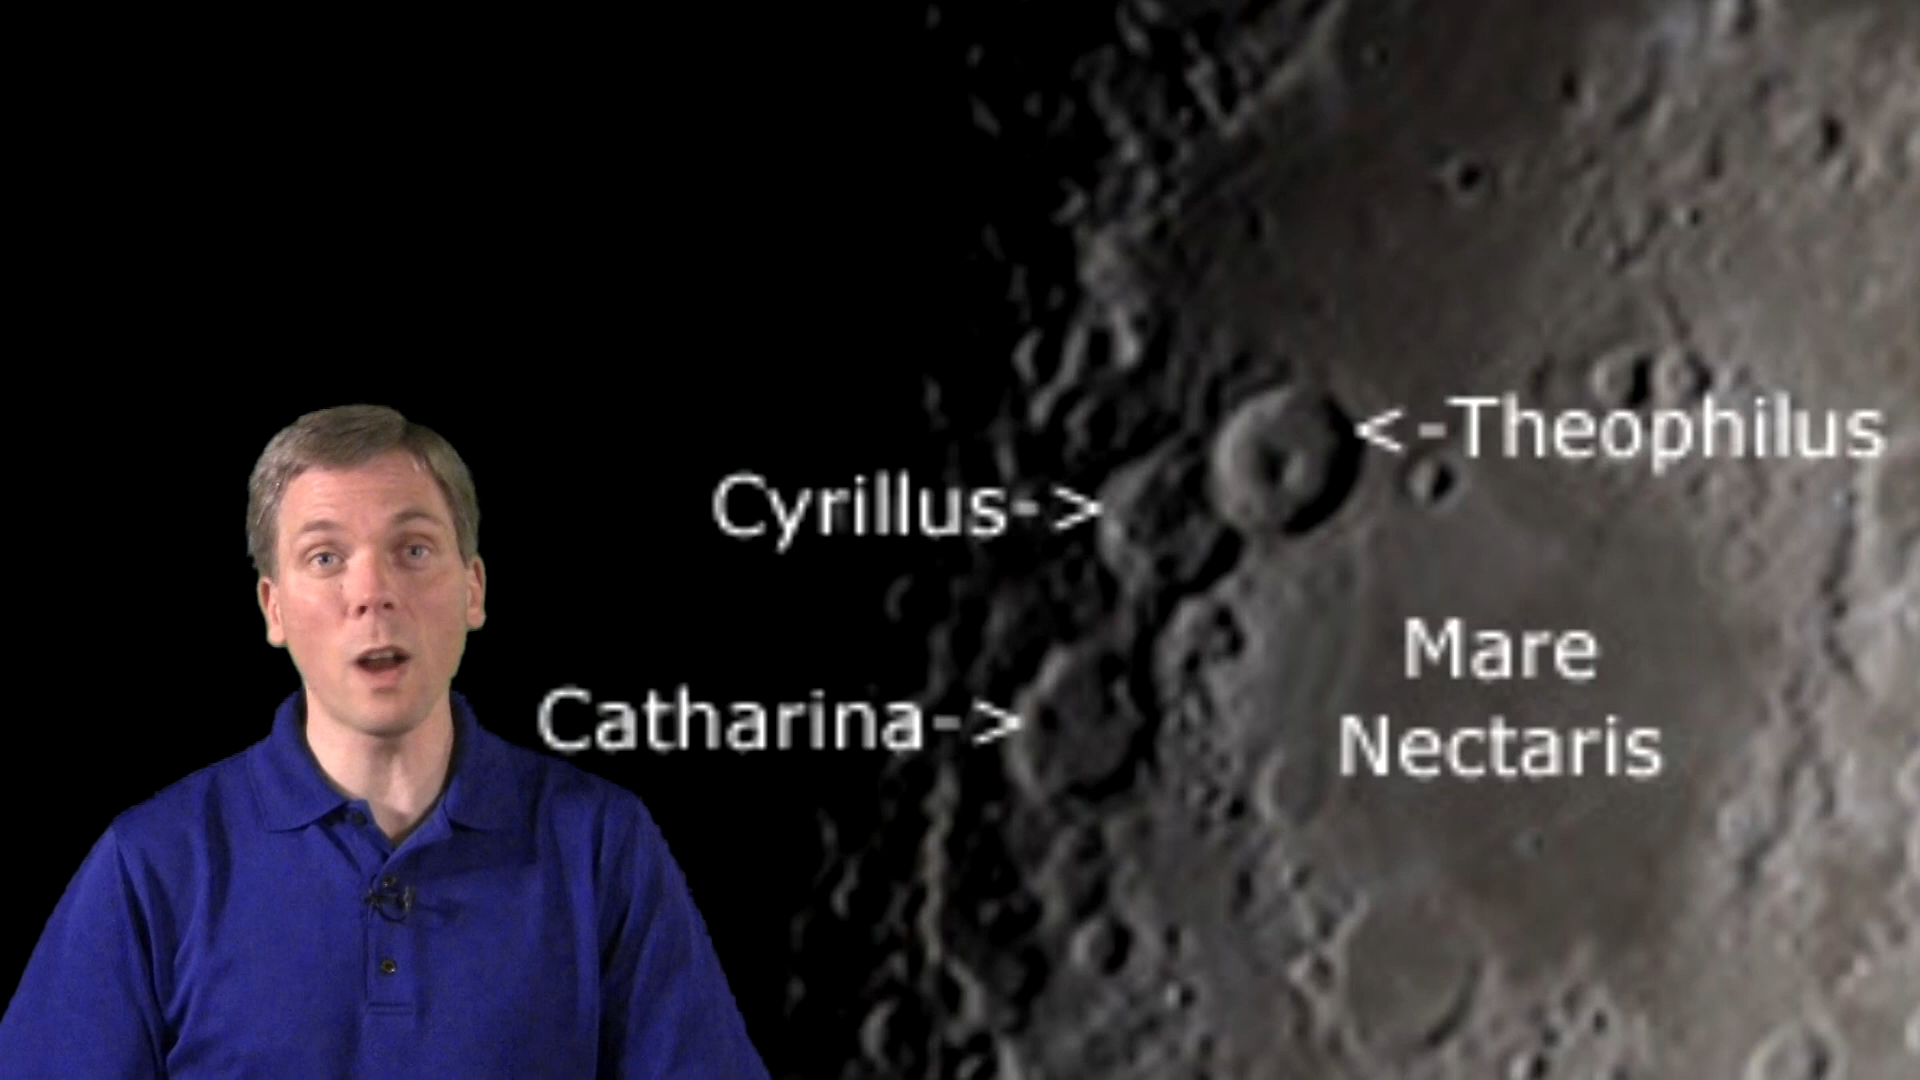 <-Theophilus
Cyrillus->
Mare
Nectaris
Catharina->